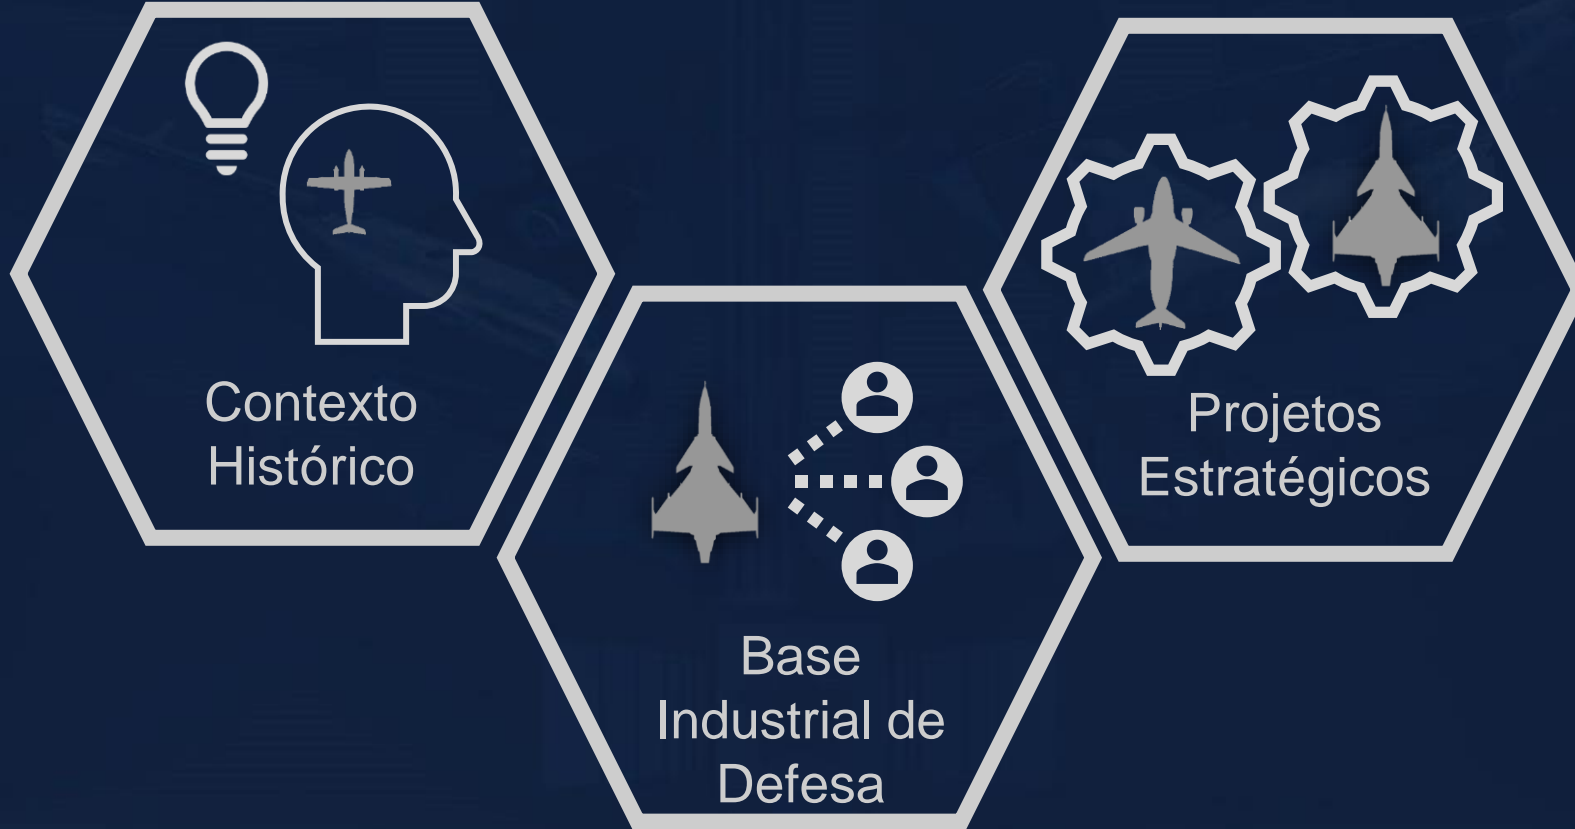 Contexto
Histórico
Base
Industrial de
Defesa
Projetos
Estratégicos